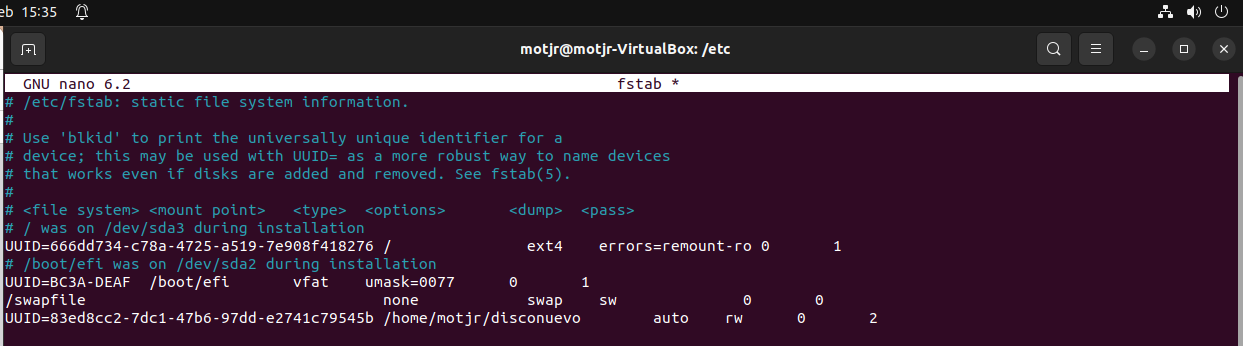 eb 15:35
motjr@motjr-VirtualBox: /etc
GNU nano 6.2 fstab *
# /etc/fstab: static file system information.
#
# Use 'blkid' to print the universally unique identifier for a
# device; this may be used with UUID= as a more robust way to name devices
# that works even if disks are added and removed. See fstab(5).
#
# <file system> <mount point>   <type>  <options>       <dump>  <pass>
# / was on /dev/sda3 during installation
UUID=666dd734-c78a-4725-a519-7e908f418276 /               ext4    errors=remount-ro 0       1
# /boot/efi was on /dev/sda2 during installation
UUID=BC3A-DEAF  /boot/efi       vfat    umask=0077      0       1
/swapfile                                 none            swap    sw              0       0
UUID=83ed8cc2-7dc1-47b6-97dd-e2741c79545b /home/motjr/disconuevo        auto    rw      0       2